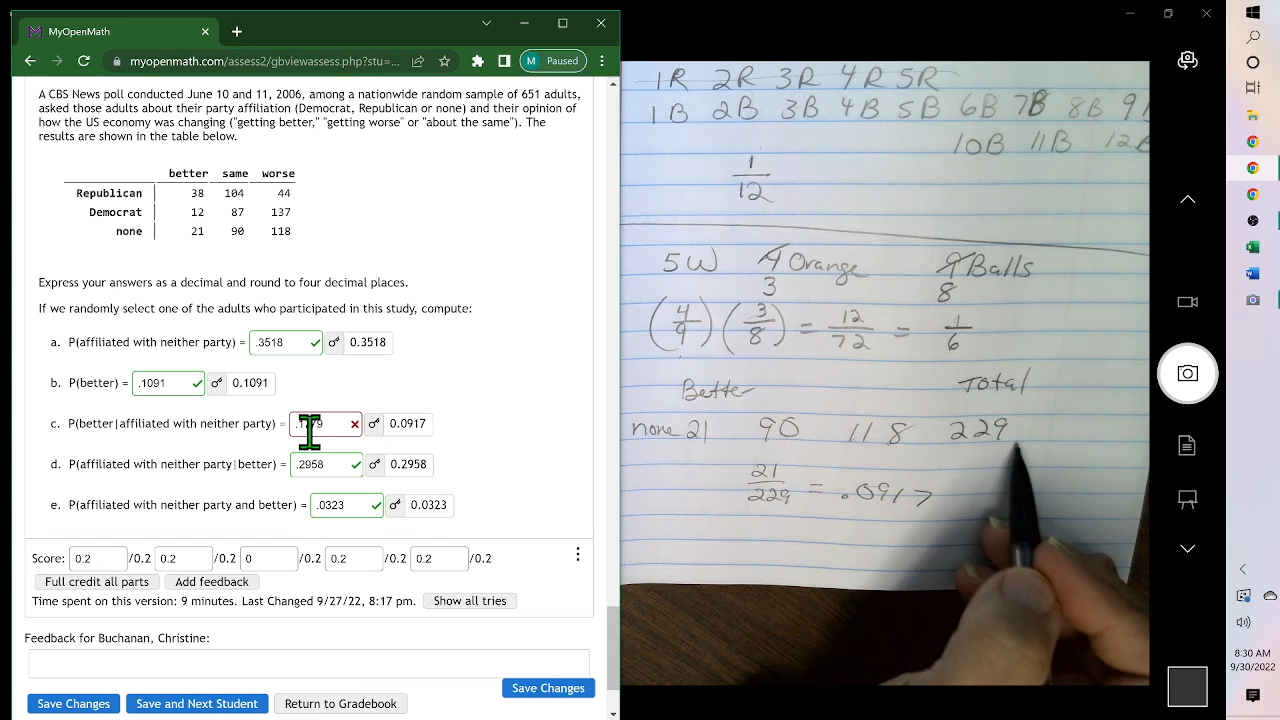 MyOpenMath
myopenmath.com/assess2/gbviewassess.php?stu=...
M Paused
A CBS News poll conducted June 10 and 11, 2006, among a nationwide random sample of 651 adults,
asked those adults about their party affiliation (Democrat, Republican or none) and their opinion of
how the US economy was changing ("getting better," "getting worse" or "about the same"). The
results are shown in the table below.
better same worse
Republican 38 104 44
Democrat 12 87 137
none 21 90 118
Express your answers as a decimal and round to four decimal places.
If we randomly select one of the adults who participated in this study, compute:
a. P(affiliated with neither party) = .3518 0.3518
b. P(better) = .1091 0.1091
c. P(better|affiliated with neither party) = 0.0917
d. P(affiliated with neither party|better) = .2958 0.2958
e. P(affiliated with neither party and better) = .0323 0.0323
Score: 0.2 /0.2 0.2 /0.2 0 /0.2 0.2 /0.2 0.2 /0.2
Full credit all parts Add feedback
Time spent on this version: 9 minutes. Last Changed 9/27/22, 8:17 pm. Show all tries
Feedback for Buchanan, Christine:
Save Changes
Save Changes Save and Next Student Return to Gradebook
1R 2R 3R 4R 5R
1B 2B 3B 4B 5B 6B 7B 8B
10B 11B 12B
1
12
5W 4 Orange 9 Balls
3 8
(4/9)(3/8) = 12/72 = 1/6
Better Total
none 21 90 118 229
21/229 = .0917
8:30 AM
9/30/2022